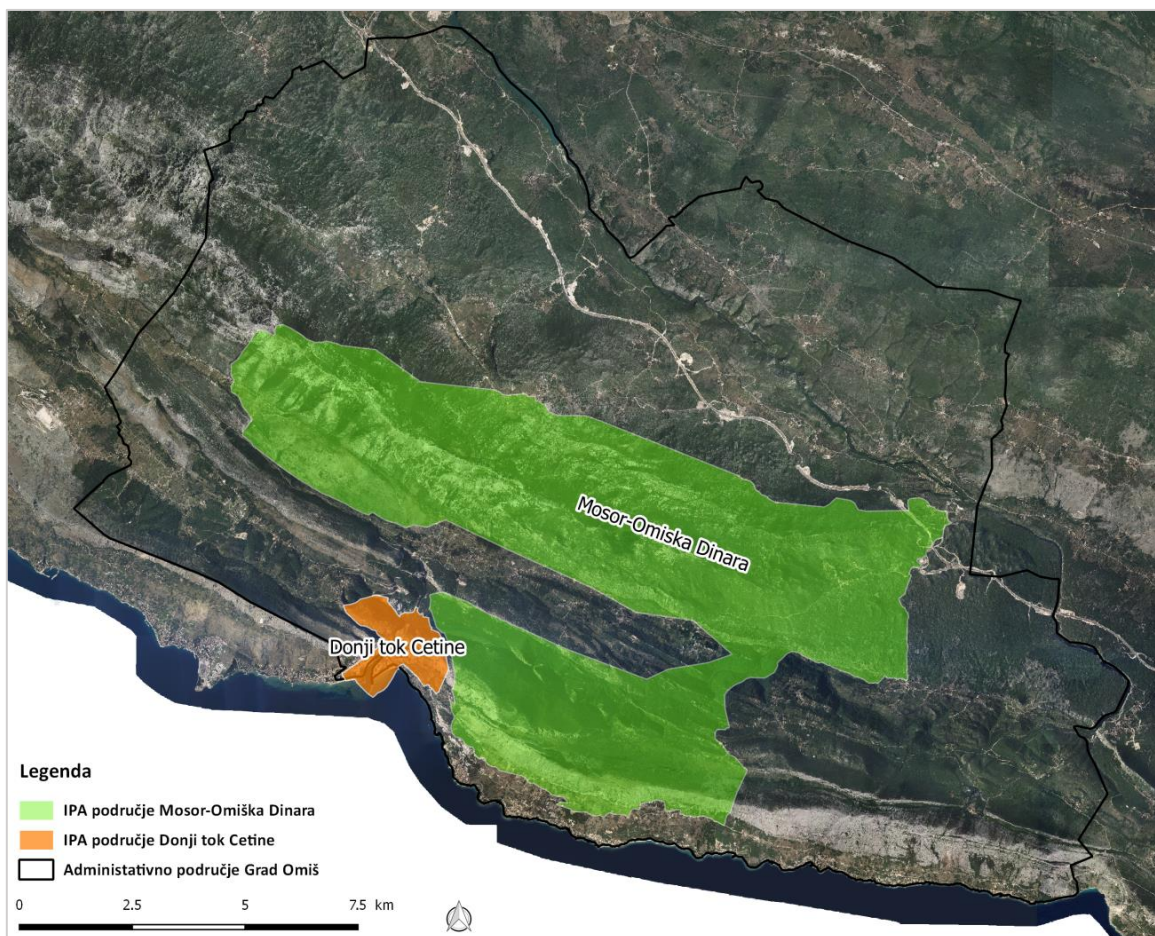 Mosor-Omiska Dinara
Donji tok Cetine
Legenda
IPA područje Mosor-Omiška Dinara
IPA područje Donji tok Cetine
Administativno područje Grad Omiš
0 2.5 5 7.5 km